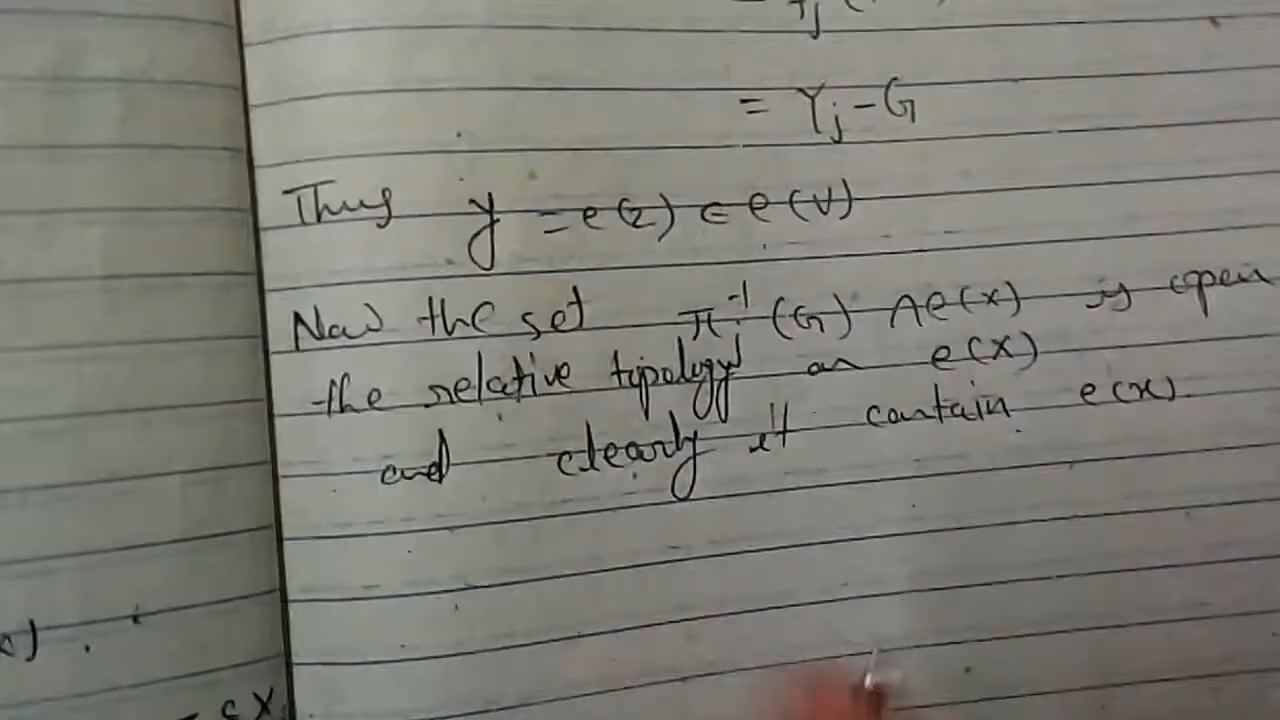 = Yj - G
Thus y = e(z) ∈ e(V)
Now the set πj⁻¹(G) ∩ e(X) is open
the relative topology on e(X)
and clearly it contain e(x)